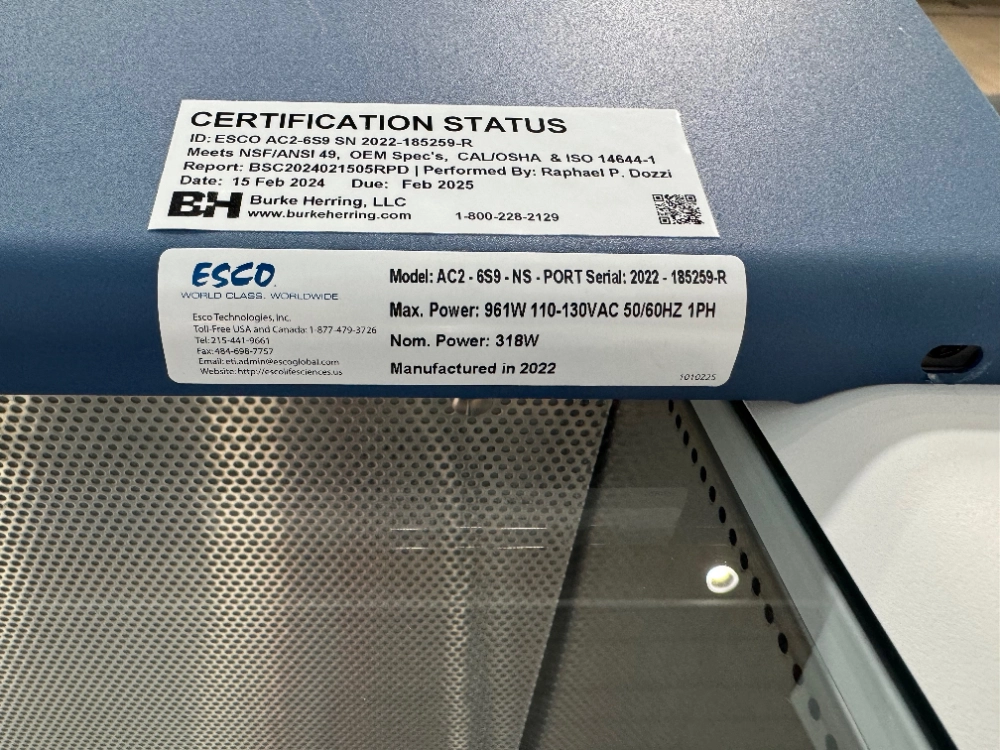 CERTIFICATION STATUS
ID: ESCO AC2-6S9 SN 2022-185259-R
Meets NSF/ANSI 49, OEM Spec's, CAL/OSHA & ISO 14644-1
Report: BSC2024021505RPD | Performed By: Raphael P. Dozzi
Date: 15 Feb 2024 Due: Feb 2025
BH Burke Herring, LLC
www.burkeherring.com 1-800-228-2129
ESCO
WORLD CLASS. WORLDWIDE
Esco Technologies, Inc.
Toll-Free USA and Canada: 1-877-479-3726
Tel: 215-441-9661
Fax: 484-698-7757
Email: eti.admin@escoglobal.com
Website: http://escolifesciences.us
Model: AC2 - 6S9 - NS - PORT Serial: 2022 - 185259-R
Max. Power: 961W 110-130VAC 50/60HZ 1PH
Nom. Power: 318W
Manufactured in 2022
1010225